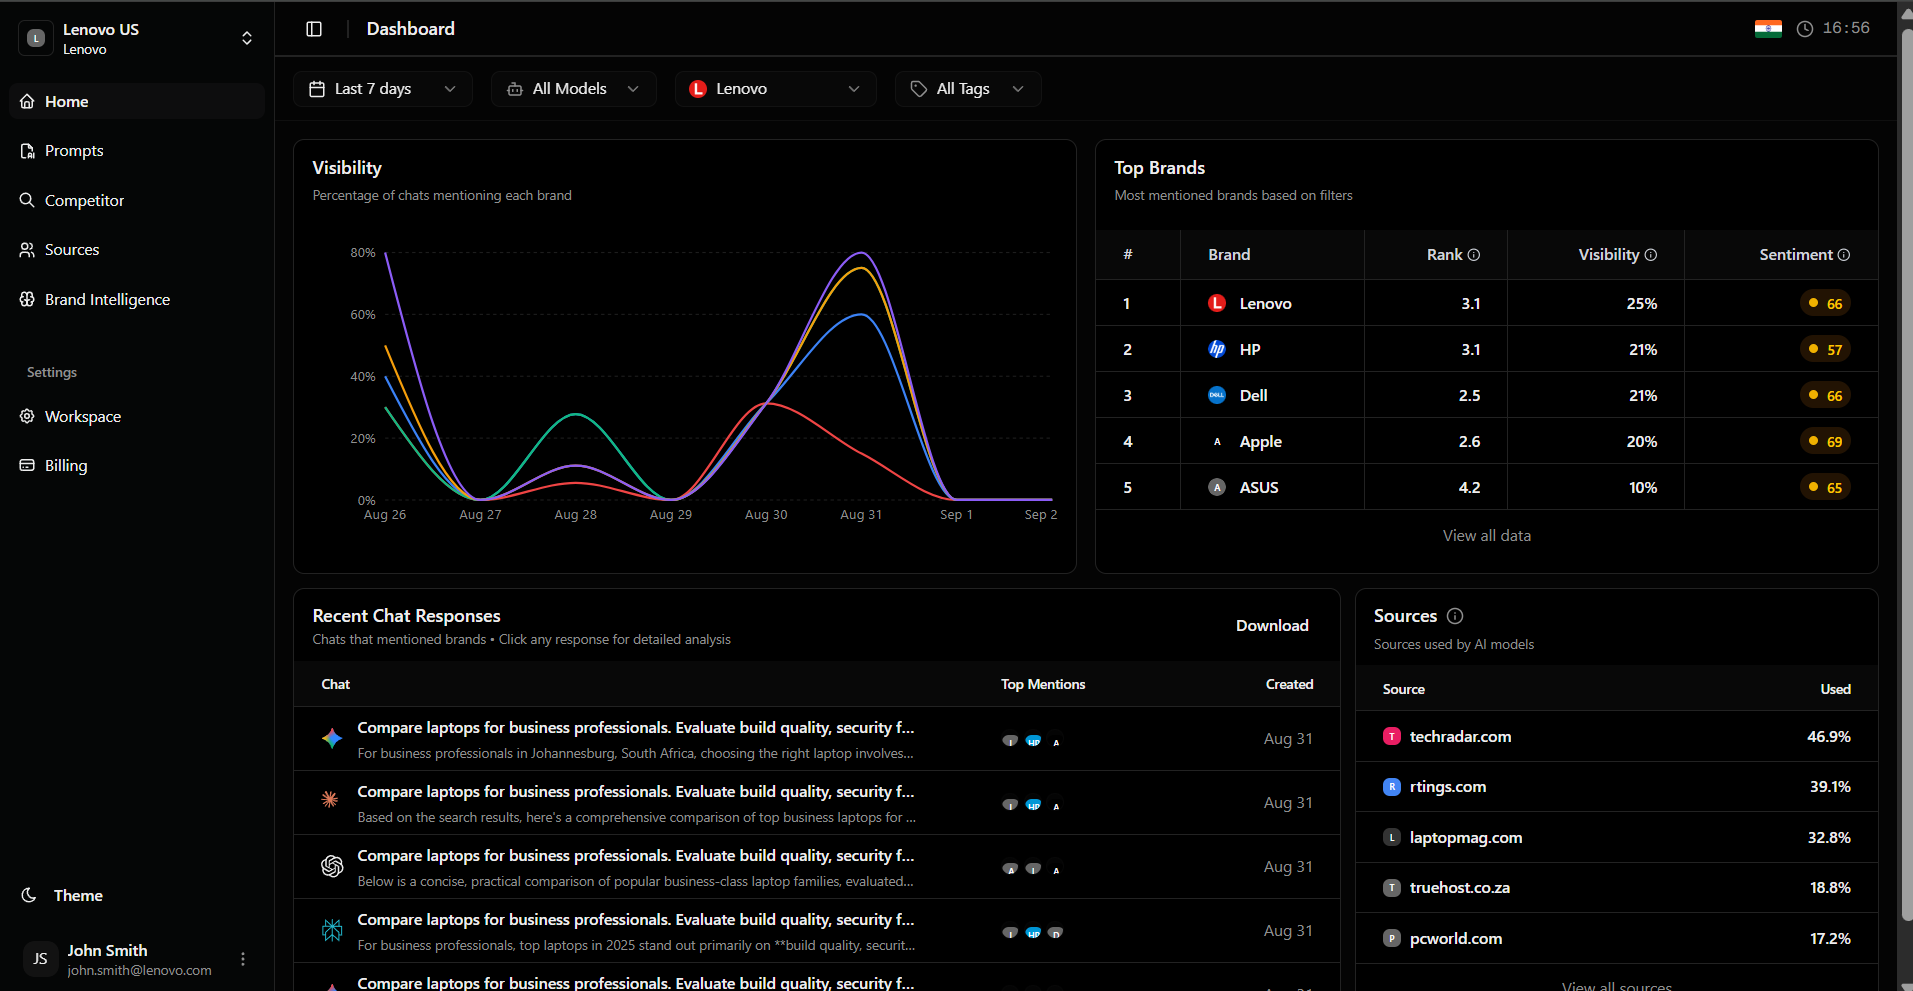 L
Lenovo US
Lenovo
Home
Prompts
Competitor
Sources
Brand Intelligence
Settings
Workspace
Billing
Theme
JS
John Smith
john.smith@lenovo.com
Dashboard
16:56
Last 7 days
All Models
L Lenovo
All Tags
Visibility
Percentage of chats mentioning each brand
80%
60%
40%
20%
0%
Aug 26 Aug 27 Aug 28 Aug 29 Aug 30 Aug 31 Sep 1 Sep 2
Top Brands
Most mentioned brands based on filters
# Brand Rank Visibility Sentiment
1 L Lenovo 3.1 25% 66
2 hp HP 3.1 21% 57
3 DELL Dell 2.5 21% 66
4 A Apple 2.6 20% 69
5 A ASUS 4.2 10% 65
View all data
Recent Chat Responses
Chats that mentioned brands • Click any response for detailed analysis
Download
Chat Top Mentions Created
Compare laptops for business professionals. Evaluate build quality, security f...
For business professionals in Johannesburg, South Africa, choosing the right laptop involves...
HP A
Aug 31
Compare laptops for business professionals. Evaluate build quality, security f...
Based on the search results, here's a comprehensive comparison of top business laptops for ...
HP A
Aug 31
Compare laptops for business professionals. Evaluate build quality, security f...
Below is a concise, practical comparison of popular business-class laptop families, evaluated...
A A
Aug 31
Compare laptops for business professionals. Evaluate build quality, security f...
For business professionals, top laptops in 2025 stand out primarily on **build quality, securit...
HP D
Aug 31
Compare laptops for business professionals. Evaluate build quality, security f...
Sources
Sources used by AI models
Source Used
T techradar.com 46.9%
R rtings.com 39.1%
L laptopmag.com 32.8%
T truehost.co.za 18.8%
P pcworld.com 17.2%
View all sources